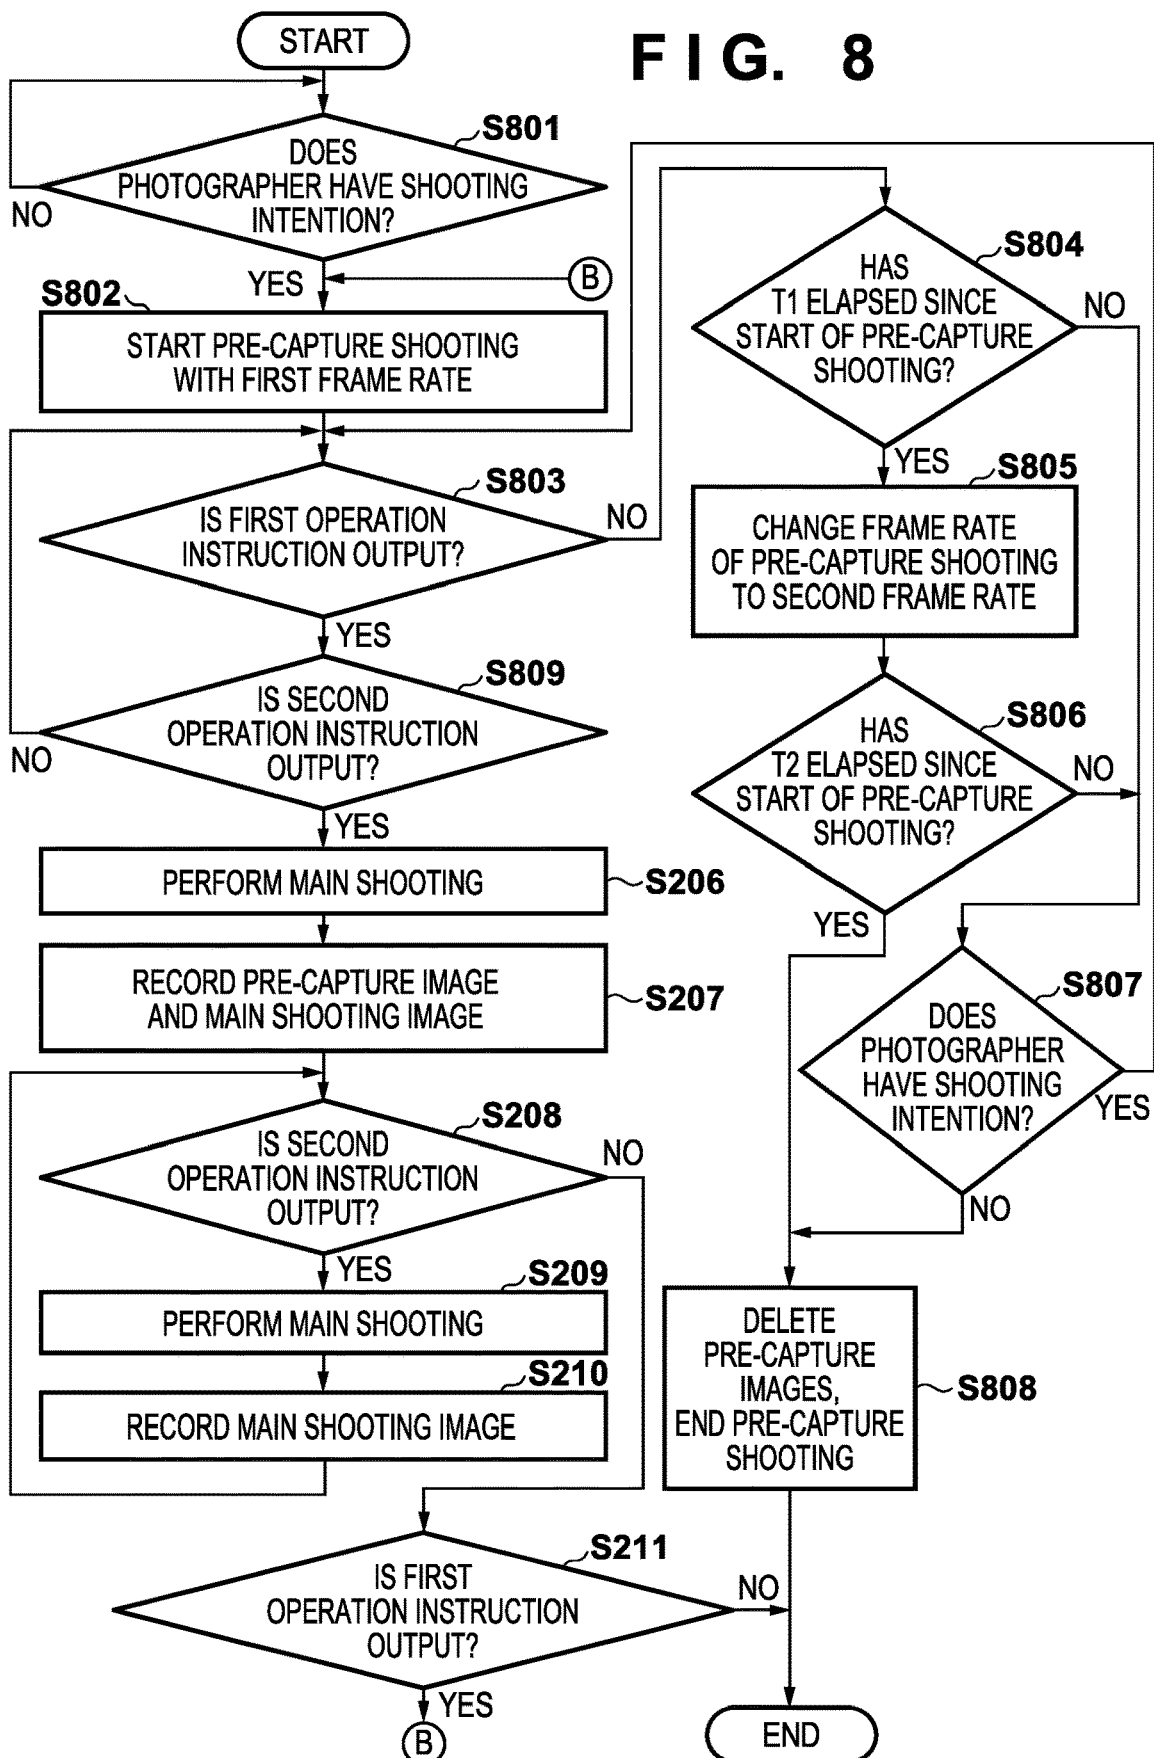 FIG. 8
START
S801
DOES
PHOTOGRAPHER HAVE SHOOTING
INTENTION?
NO
YES
B
S802
START PRE-CAPTURE SHOOTING
WITH FIRST FRAME RATE
S803
IS FIRST OPERATION
INSTRUCTION OUTPUT?
NO
YES
S809
IS SECOND
OPERATION INSTRUCTION
OUTPUT?
NO
YES
PERFORM MAIN SHOOTING
S206
RECORD PRE-CAPTURE IMAGE
AND MAIN SHOOTING IMAGE
S207
S208
IS SECOND
OPERATION INSTRUCTION
OUTPUT?
NO
YES
S209
PERFORM MAIN SHOOTING
S210
RECORD MAIN SHOOTING IMAGE
S211
IS FIRST
OPERATION INSTRUCTION
OUTPUT?
NO
YES
B
S804
HAS
T1 ELAPSED SINCE
START OF PRE-CAPTURE
SHOOTING?
NO
YES
S805
CHANGE FRAME RATE
OF PRE-CAPTURE SHOOTING
TO SECOND FRAME RATE
S806
HAS
T2 ELAPSED SINCE
START OF PRE-CAPTURE
SHOOTING?
NO
YES
S807
DOES
PHOTOGRAPHER
HAVE SHOOTING
INTENTION?
YES
NO
DELETE
PRE-CAPTURE
IMAGES,
END PRE-CAPTURE
SHOOTING
S808
END